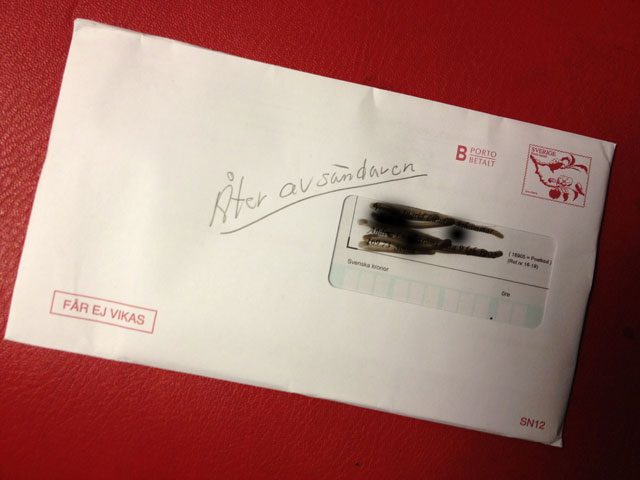 SVERIGE
B PORTO
BETALT
Åter avsändaren
Svenska kronor
öre
FÅR EJ VIKAS
SN12